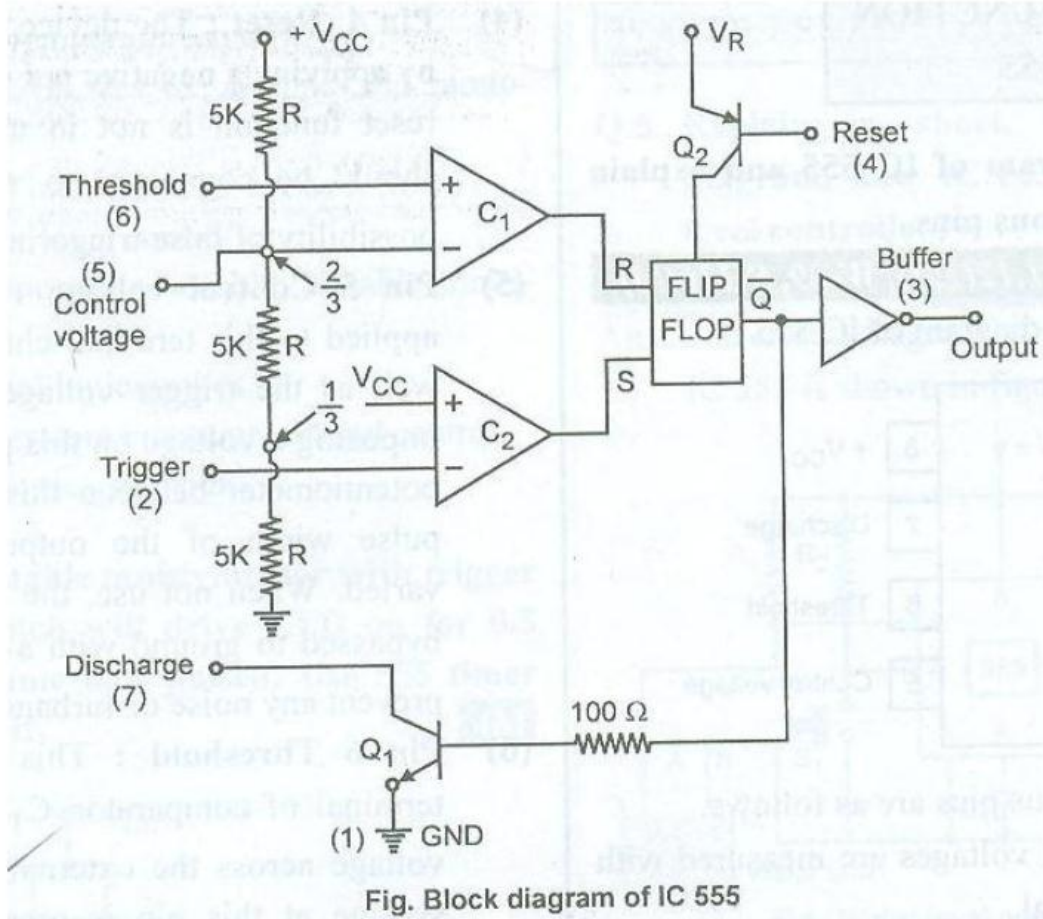 + VCC
VR
5K R
Reset
(4)
Q2
Threshold
(6)
+
C1
−
(5)
Control
voltage
2/3
R
FLIP
FLOP
S
Q̅
Buffer
(3)
Output
5K R
VCC
1/3
+
C2
−
Trigger
(2)
5K R
Discharge
(7)
100 Ω
Q1
(1)
GND
Fig. Block diagram of IC 555